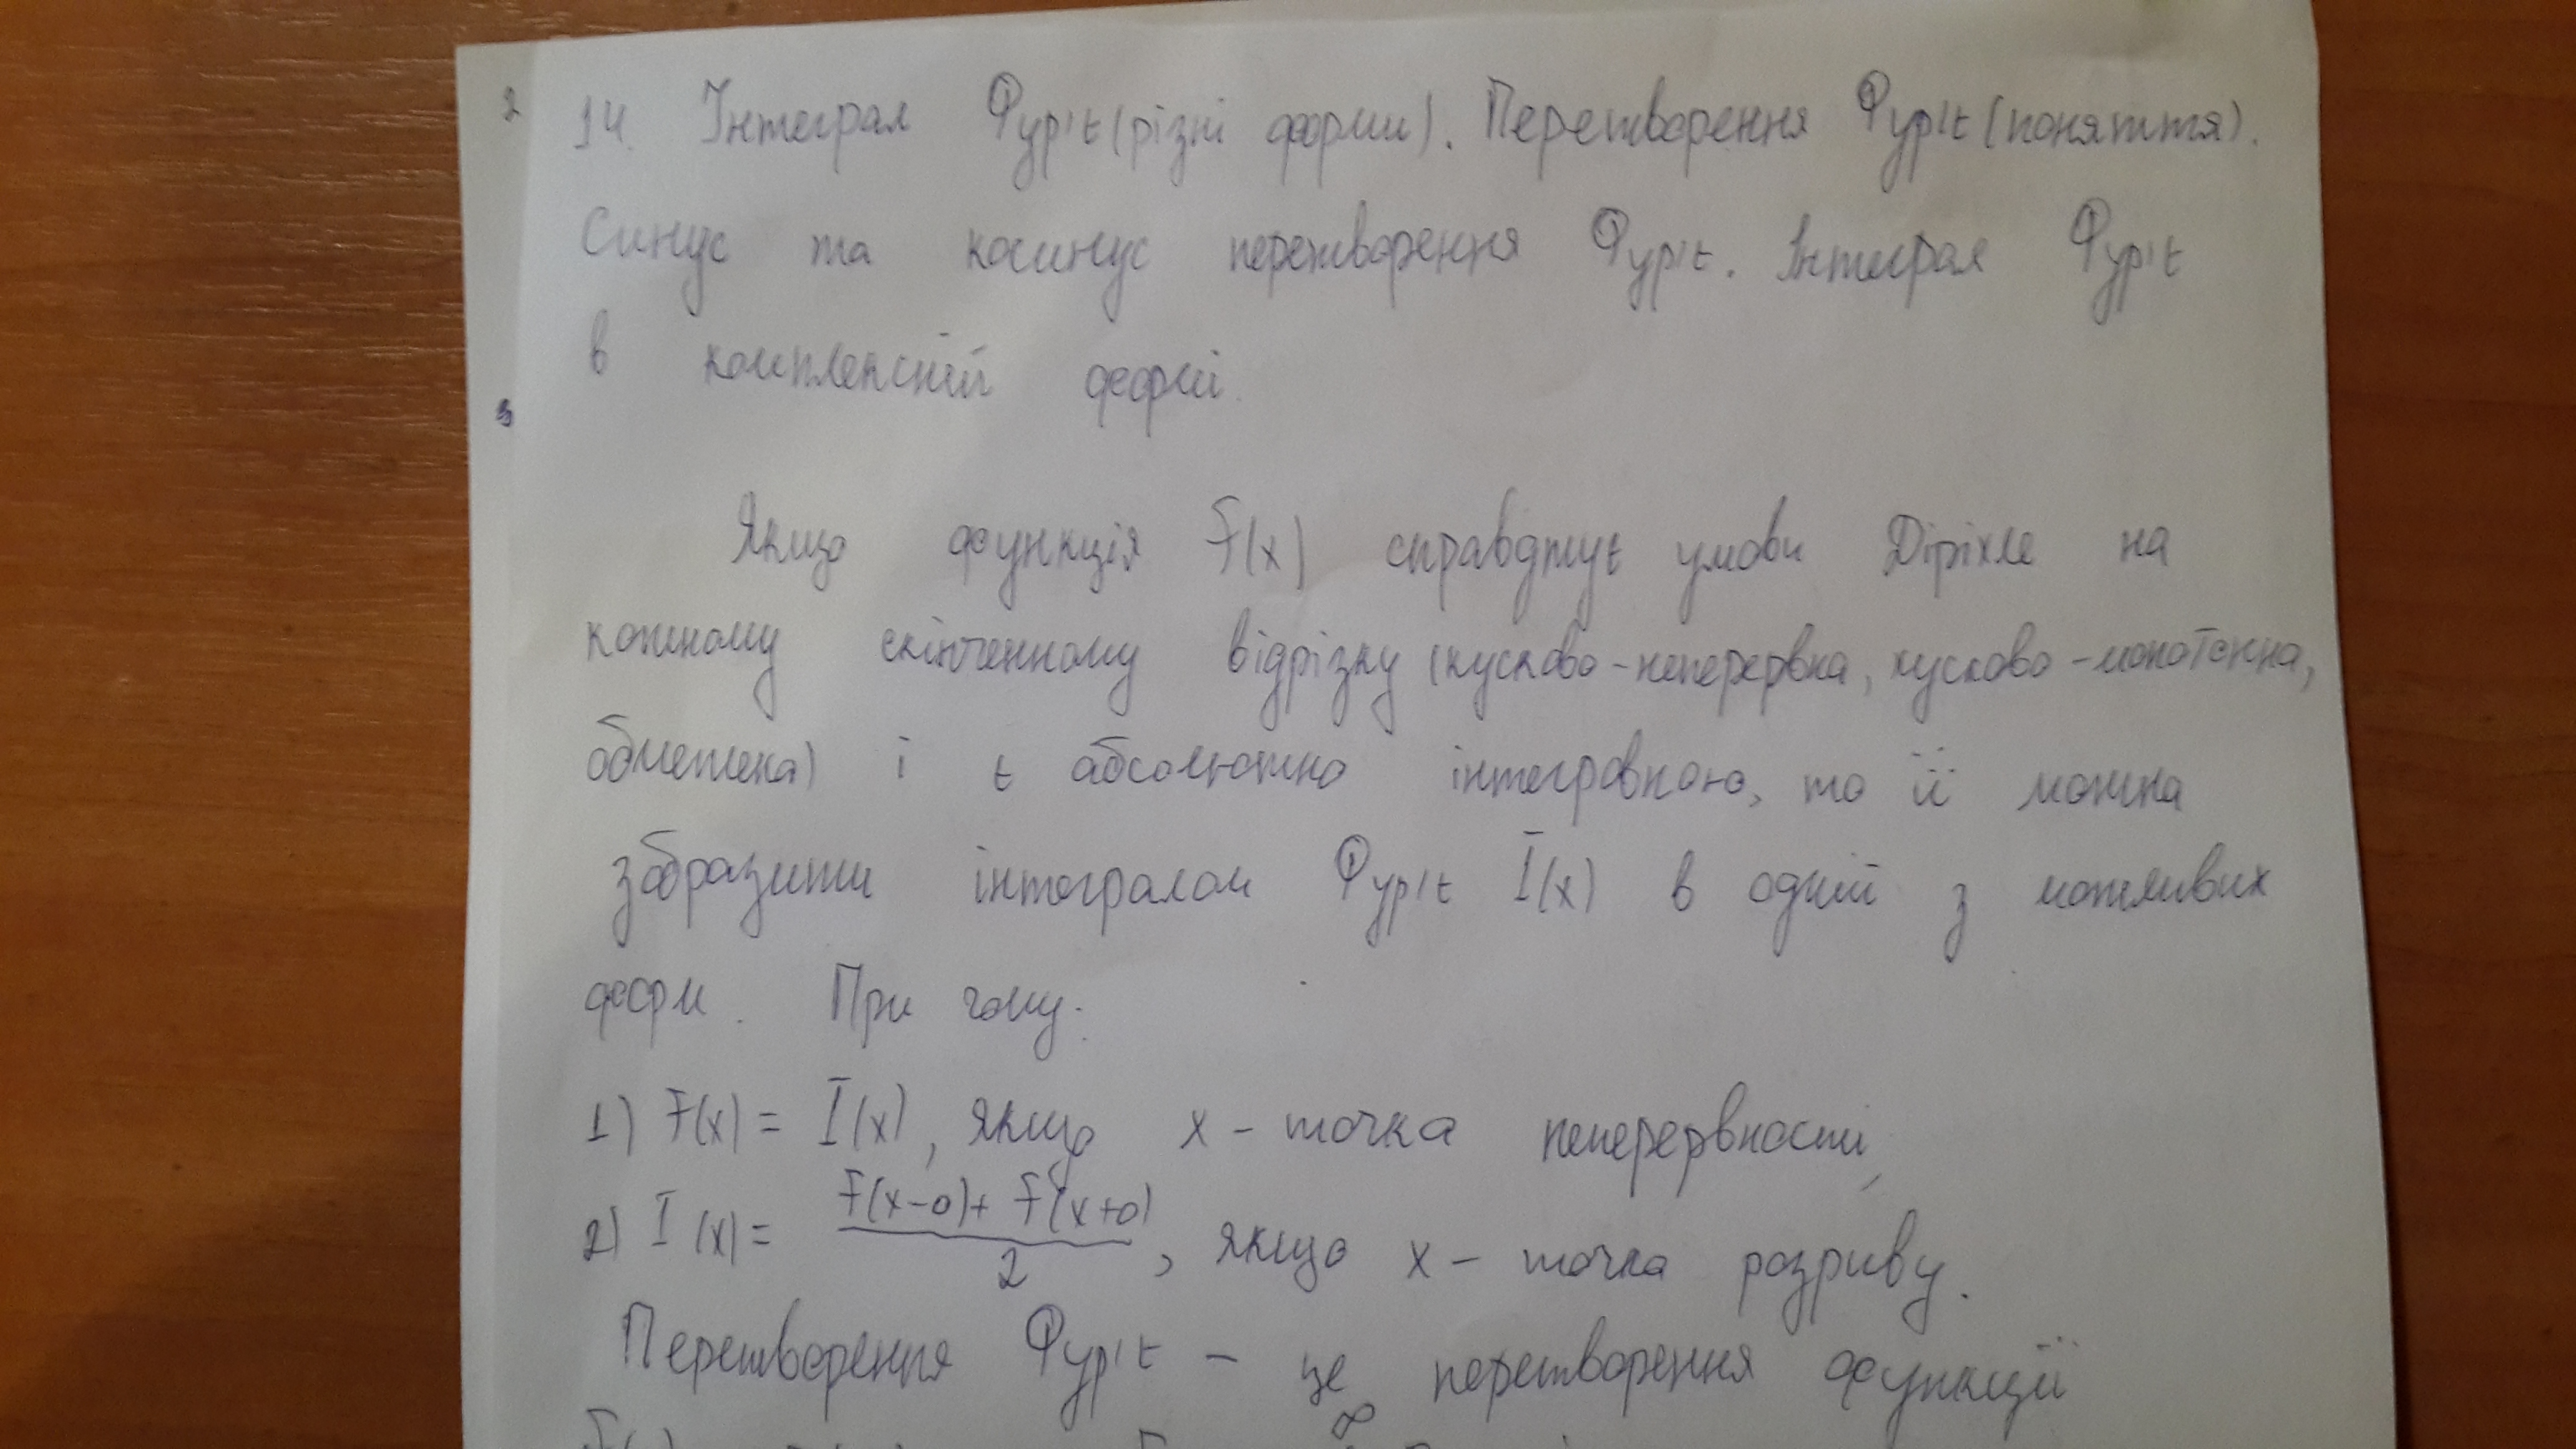 14. Інтеграл Фур'є (різні форми). Перетворення Фур'є (поняття).
Синус та косинус перетворення Фур'є. Інтеграл Фур'є
в комплексній формі.
Якщо функція f(x) справджує умови Діріхле на
кожному скінченному відрізку (кусково-неперервна, кусково-монотонна,
обмежена) і є абсолютно інтегровною, то її можна
зобразити інтегралом Фур'є I(x) в одній з можливих
форм. При чому:
1) f(x) = I(x), якщо x - точка неперервності;
2) I(x) = f(x-0) + f(x+0) / 2, якщо x - точка розриву.
Перетворення Фур'є - це перетворення функції
∞